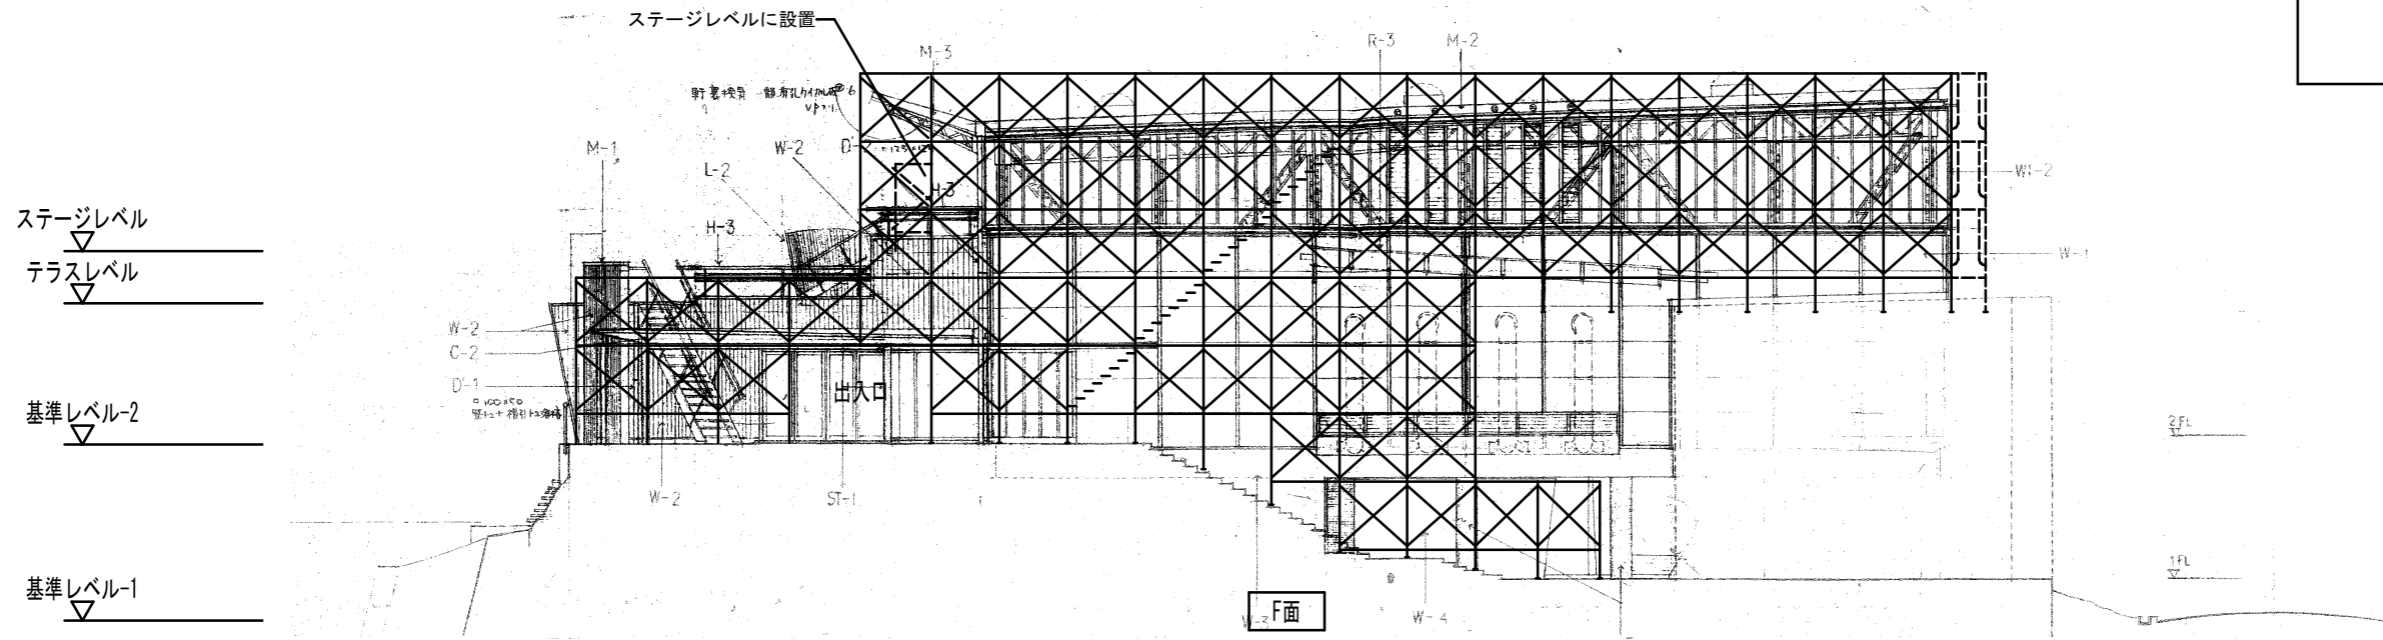 ステージレベルに設置
M-3
R-3
M-2
M-1
L-2
W-2
H-3
H-3
WI-2
W-1
ステージレベル
テラスレベル
W-2
C-2
D'-1
出入口
基準レベル-2
2FL
W-2
ST-1
基準レベル-1
1FL
W-3
F面
W-4